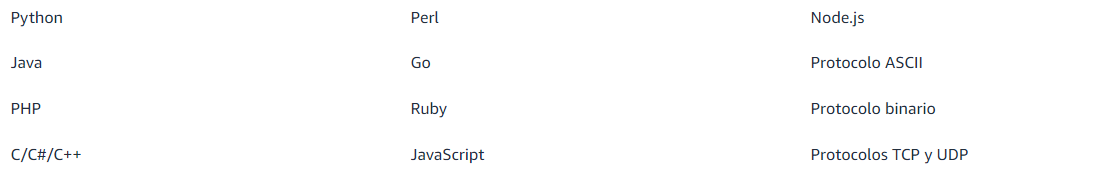 Python Perl Node.js
Java Go Protocolo ASCII
PHP Ruby Protocolo binario
C/C#/C++ JavaScript Protocolos TCP y UDP